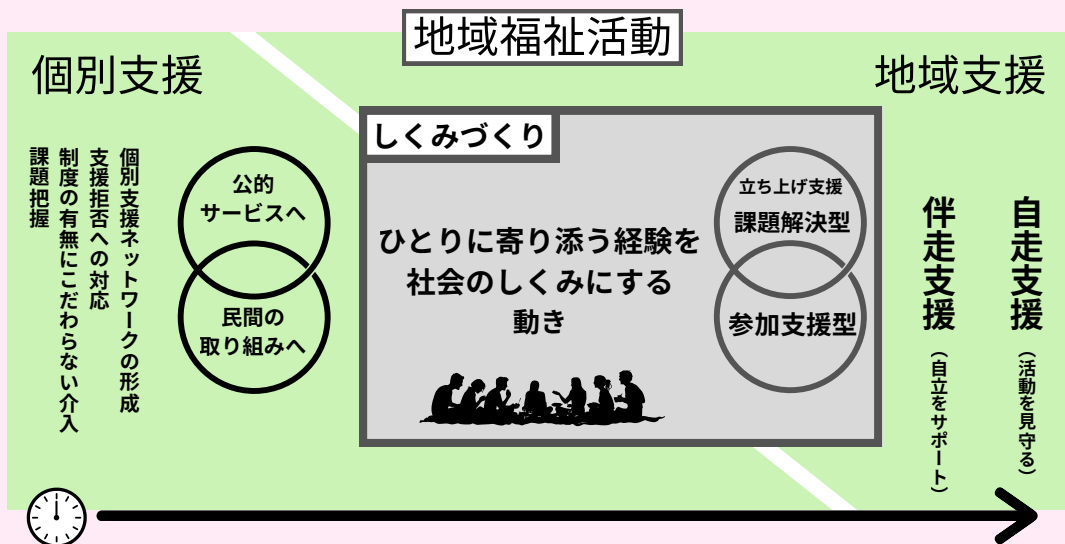 地域福祉活動
個別支援
地域支援
課題把握
制度の有無にこだわらない介入
支援拒否への対応
個別支援ネットワークの形成
公的
サービスへ
民間の
取り組みへ
しくみづくり
ひとりに寄り添う経験を
社会のしくみにする
動き
立ち上げ支援
課題解決型
参加支援型
伴走支援（自立をサポート）
自走支援（活動を見守る）